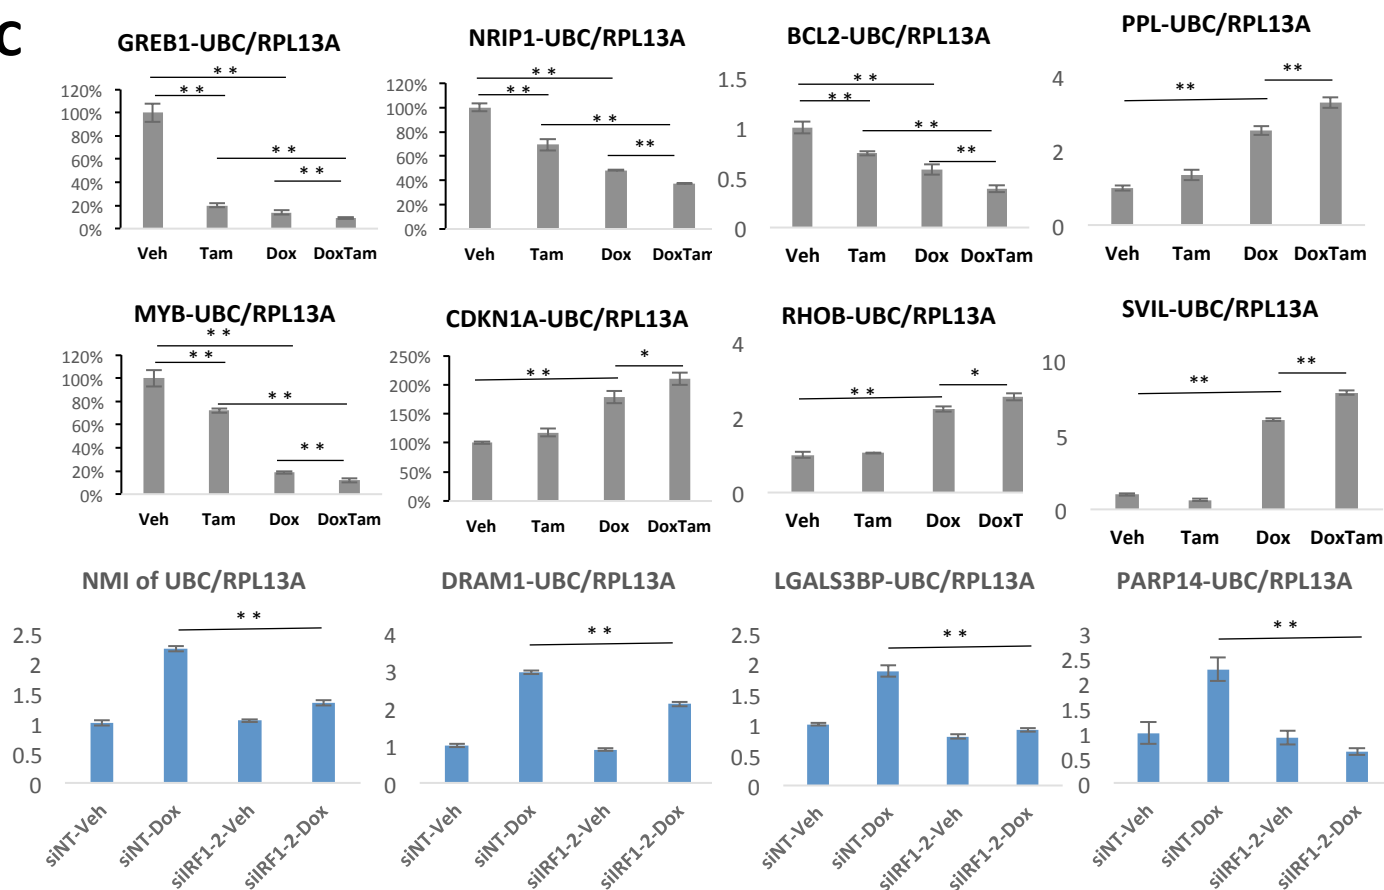 C
GREB1-UBC/RPL13A
NRIP1-UBC/RPL13A
BCL2-UBC/RPL13A
PPL-UBC/RPL13A
120%
100%
80%
60%
40%
20%
0%
* *
* *
* *
* *
Veh Tam Dox DoxTam
120%
100%
80%
60%
40%
20%
0%
* *
* *
* *
**
Veh Tam Dox DoxTam
1.5
1
0.5
0
* *
* *
* *
**
Veh Tam Dox DoxTam
4
2
0
**
**
Veh Tam Dox DoxTam
MYB-UBC/RPL13A
CDKN1A-UBC/RPL13A
RHOB-UBC/RPL13A
SVIL-UBC/RPL13A
120%
100%
80%
60%
40%
20%
0%
* *
* *
* *
* *
Veh Tam Dox DoxTam
250%
200%
150%
100%
50%
0%
* *
*
Veh Tam Dox DoxTam
4
2
0
* *
*
Veh Tam Dox DoxT
10
5
0
**
**
Veh Tam Dox DoxTam
NMI of UBC/RPL13A
DRAM1-UBC/RPL13A
LGALS3BP-UBC/RPL13A
PARP14-UBC/RPL13A
2.5
2
1.5
1
0.5
0
* *
siNT-Veh
siNT-Dox
siIRF1-2-Veh
siIRF1-2-Dox
4
3
2
1
0
* *
siNT-Veh
siNT-Dox
siIRF1-2-Veh
siIRF1-2-Dox
2.5
2
1.5
1
0.5
0
* *
siNT-Veh
siNT-Dox
siIRF1-2-Veh
siIRF1-2-Dox
3
2.5
2
1.5
1
0.5
0
* *
siNT-Veh
siNT-Dox
siIRF1-2-Veh
siIRF1-2-Dox